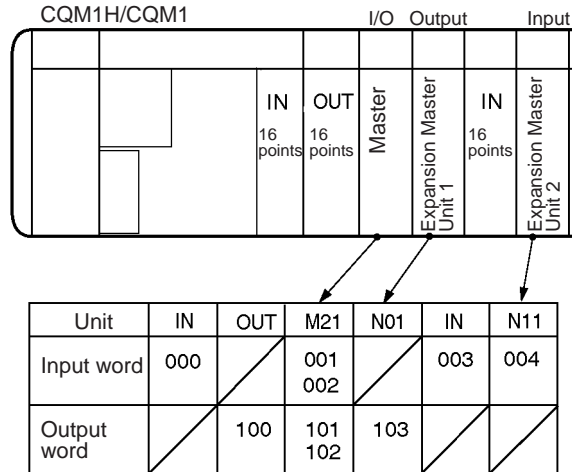 CQM1H/CQM1
I/O Output Input
IN
16
points
OUT
16
points
Master
Expansion Master
Unit 1
IN
16
points
Expansion Master
Unit 2
Unit IN OUT M21 N01 IN N11
Input word 000 001 003 004
002
Output 100 101 103
word 102